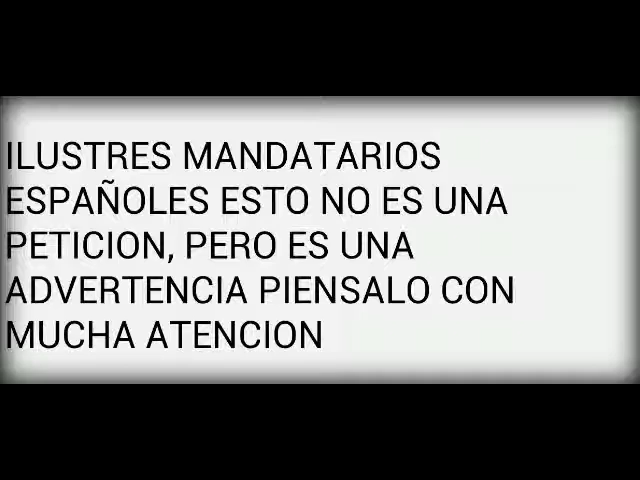 ILUSTRES MANDATARIOS
ESPAÑOLES ESTO NO ES UNA
PETICION, PERO ES UNA
ADVERTENCIA PIENSALO CON
MUCHA ATENCION